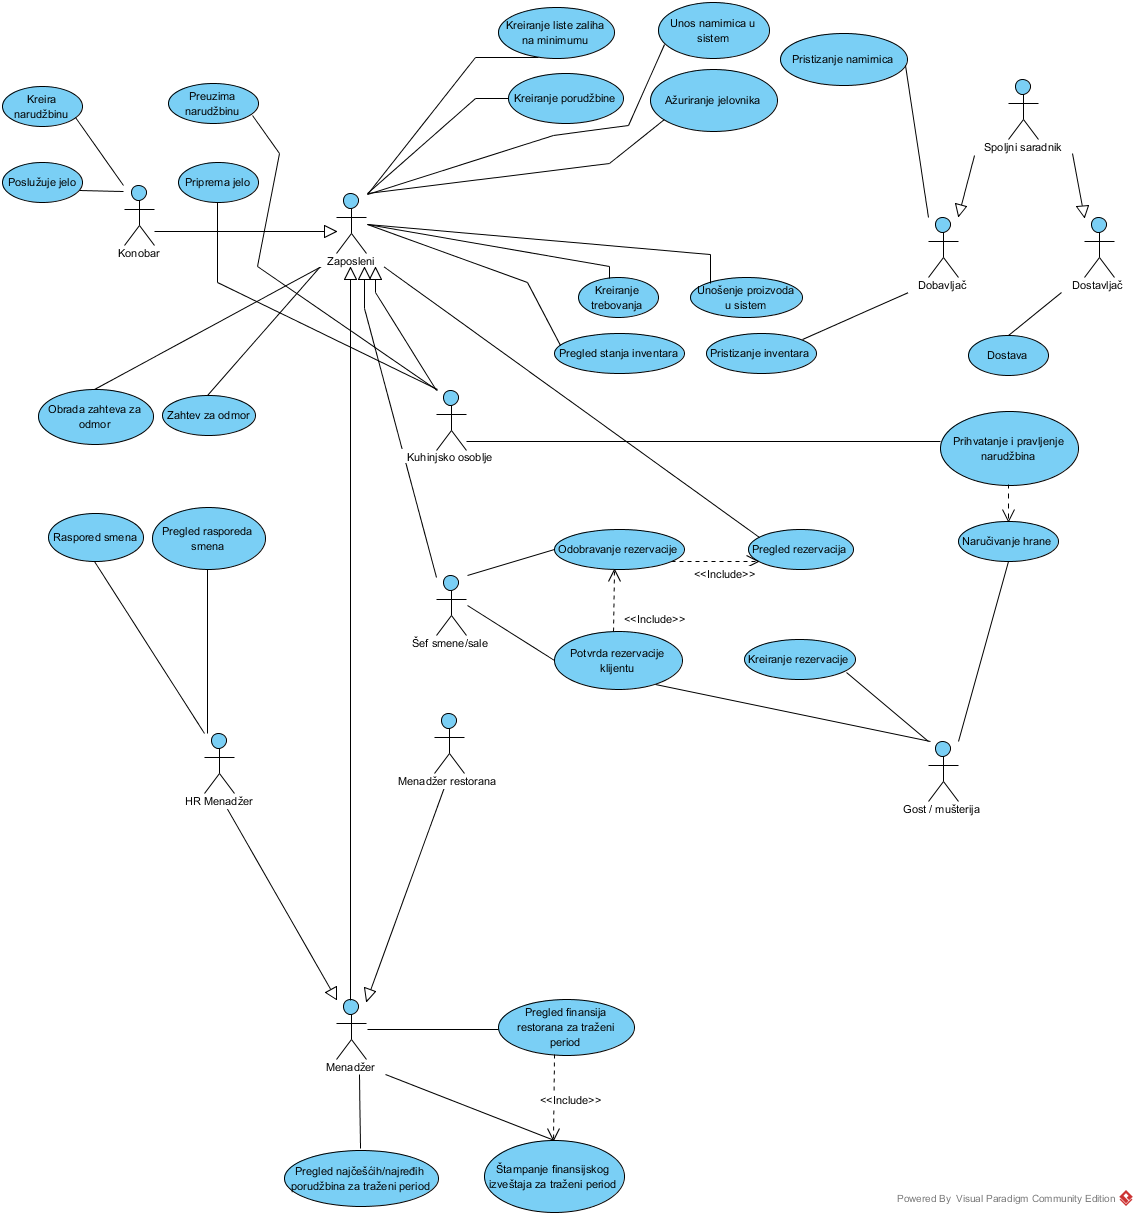 Kreiranje liste zaliha
na minimumu
Unos namirnica u
sistem
Pristizanje namirnica
Kreira
narudžbinu
Preuzima
narudžbinu
Kreiranje porudžbine
Ažuriranje jelovnika
Spoljni saradnik
Poslužuje jelo
Priprema jelo
Konobar
Zaposleni
Kreiranje
trebovanja
Unošenje proizvoda
u sistem
Dobavljač
Dostavljač
Pregled stanja inventara
Pristizanje inventara
Dostava
Obrada zahteva za
odmor
Zahtev za odmor
Kuhinjsko osoblje
Prihvatanje i pravljenje
narudžbina
Raspored smena
Pregled rasporeda
smena
Odobravanje rezervacije
Pregled rezervacija
Naručivanje hrane
<<Include>>
<<Include>>
Šef smene/sale
Potvrda rezervacije
klijentu
Kreiranje rezervacije
HR Menadžer
Menadžer restorana
Gost / mušterija
Menadžer
Pregled finansija
restorana za traženi
period
<<Include>>
Pregled najčešćih/najređih
porudžbina za traženi period
Štampanje finansijskog
izveštaja za traženi period
Powered By Visual Paradigm Community Edition